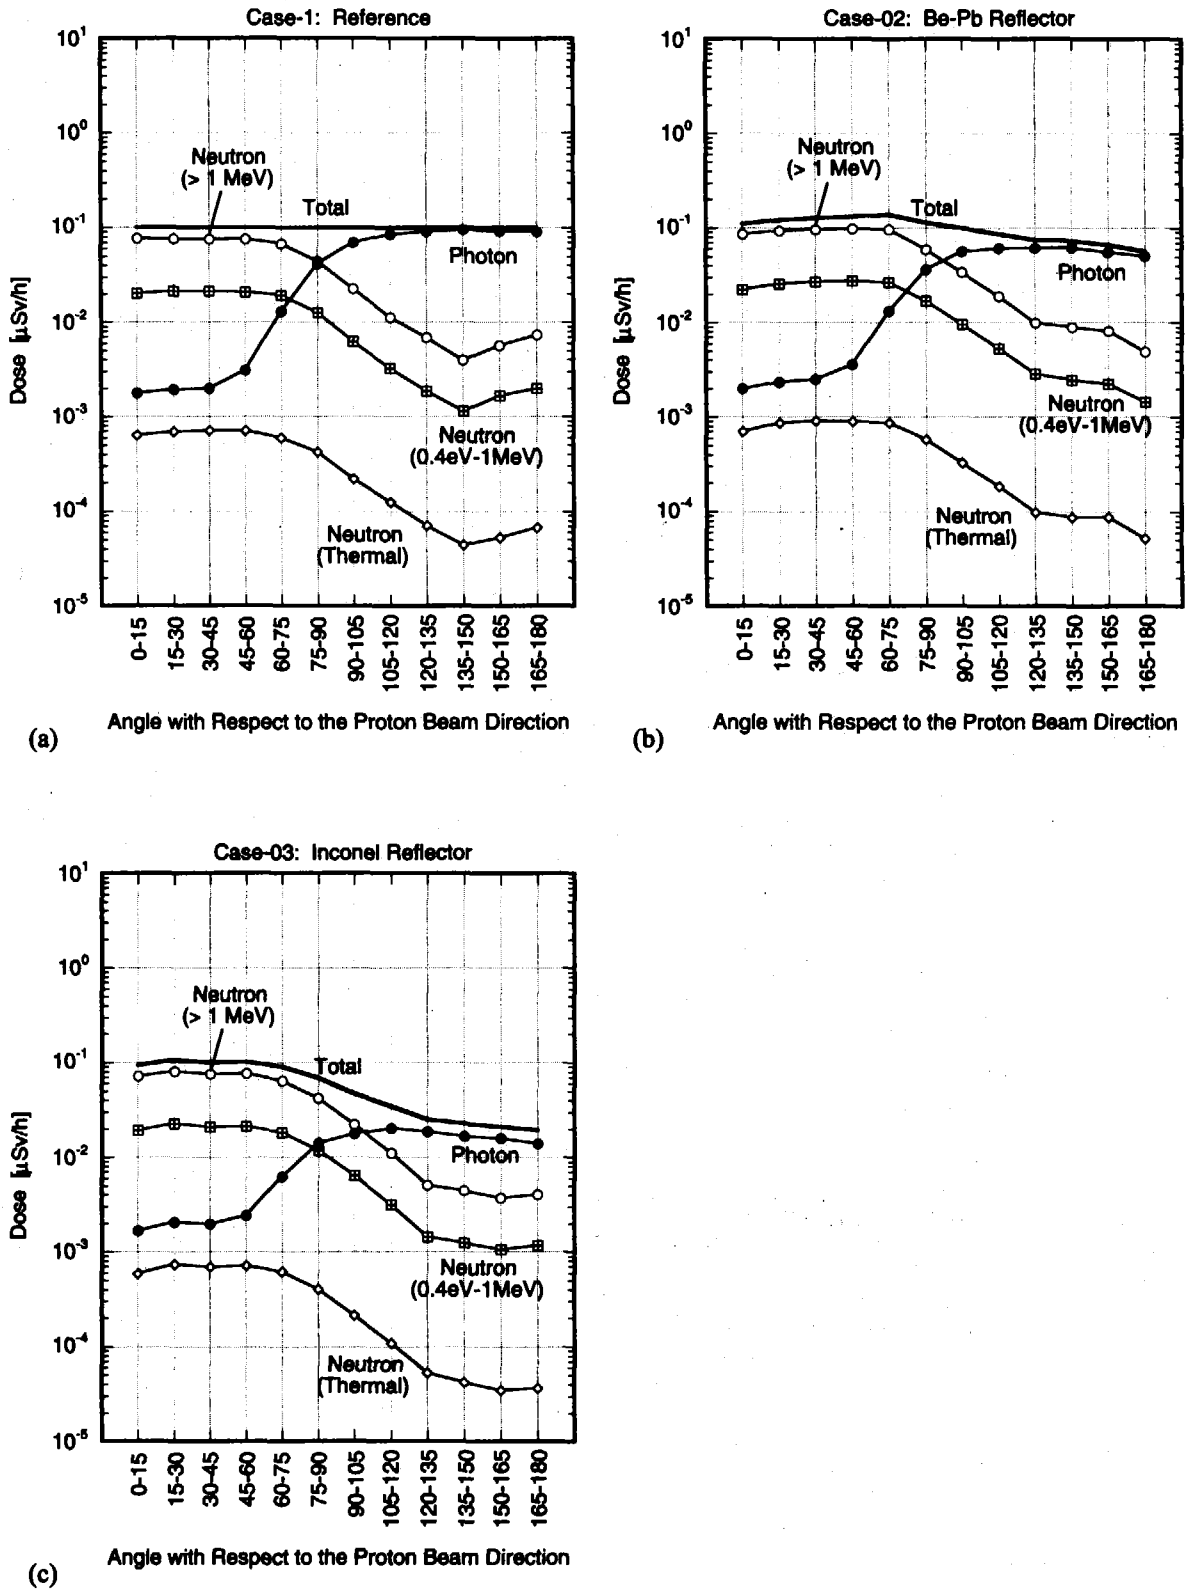 Case-1: Reference
10¹
10⁰
10⁻¹
10⁻²
10⁻³
10⁻⁴
10⁻⁵
Dose [µSv/h]
Neutron
(> 1 MeV)
Total
Photon
Neutron
(0.4eV-1MeV)
Neutron
(Thermal)
0-15
15-30
30-45
45-60
60-75
75-90
90-105
105-120
120-135
135-150
150-165
165-180
Angle with Respect to the Proton Beam Direction
(a)
Case-02: Be-Pb Reflector
10¹
10⁰
10⁻¹
10⁻²
10⁻³
10⁻⁴
10⁻⁵
Dose [µSv/h]
Neutron
(> 1 MeV)
Total
Photon
Neutron
(0.4eV-1MeV)
Neutron
(Thermal)
0-15
15-30
30-45
45-60
60-75
75-90
90-105
105-120
120-135
135-150
150-165
165-180
Angle with Respect to the Proton Beam Direction
(b)
Case-03: Inconel Reflector
10¹
10⁰
10⁻¹
10⁻²
10⁻³
10⁻⁴
10⁻⁵
Dose [µSv/h]
Neutron
(> 1 MeV)
Total
Photon
Neutron
(0.4eV-1MeV)
Neutron
(Thermal)
0-15
15-30
30-45
45-60
60-75
75-90
90-105
105-120
120-135
135-150
150-165
165-180
Angle with Respect to the Proton Beam Direction
(c)